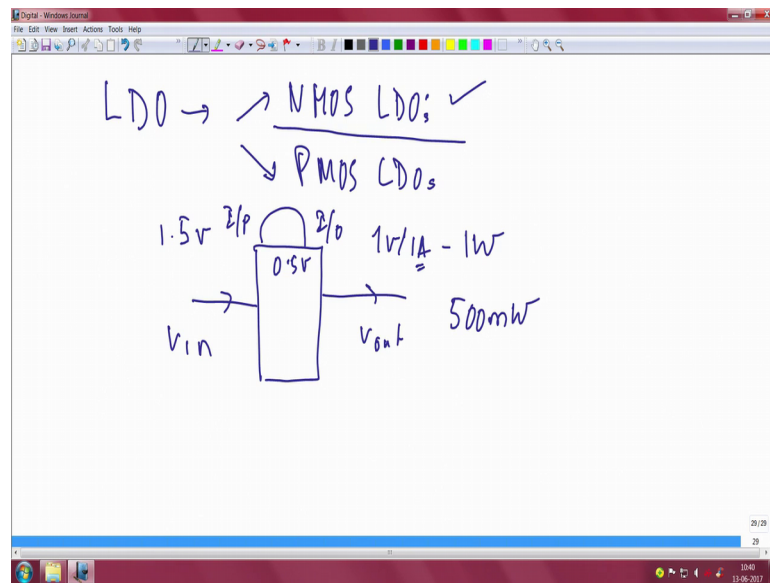 Digital - Windows Journal
File Edit View Insert Actions Tools Help
LDO → NMOS LDO; ✓
PMOS LDOs
1.5v I/P I/O 1v/1A - 1W
0.5v
Vin Vout 500mW
29/29
29
10:40
13-06-2017